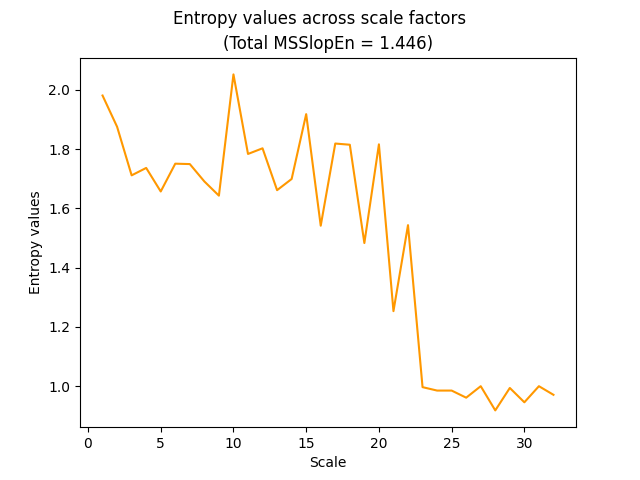 Entropy values across scale factors
(Total MSSlopEn = 1.446)
2.0
1.8
1.6
1.4
1.2
1.0
Entropy values
0 5 10 15 20 25 30
Scale